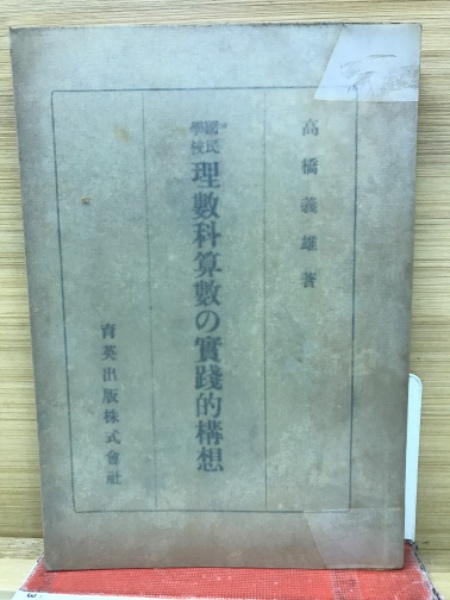 高橋義雄著
國民學校 理數科算數の實踐的構想
育英出版株式會社